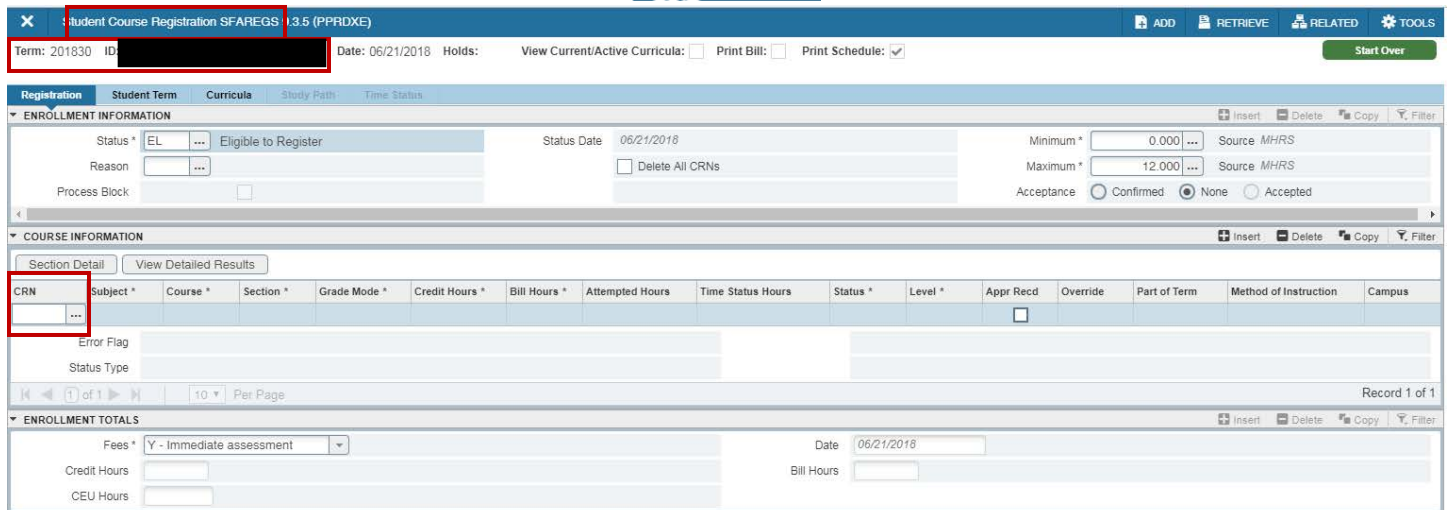 Student Course Registration SFAREGS 9.3.5 (PPRDXE) ADD RETRIEVE RELATED TOOLS
Term: 201830 ID: Date: 06/21/2018 Holds: View Current/Active Curricula: Print Bill: Print Schedule: Start Over
Registration Student Term Curricula Study Path Time Status
ENROLLMENT INFORMATION Insert Delete Copy Filter
Status * EL ... Eligible to Register Status Date 06/21/2018 Minimum * 0.000 ... Source MHRS
Reason ... Delete All CRNs Maximum * 12.000 ... Source MHRS
Process Block Acceptance Confirmed None Accepted
COURSE INFORMATION Insert Delete Copy Filter
Section Detail View Detailed Results
CRN Subject * Course * Section * Grade Mode * Credit Hours * Bill Hours * Attempted Hours Time Status Hours Status * Level * Appr Recd Override Part of Term Method of Instruction Campus
...
Error Flag
Status Type
1 of 1 10 Per Page Record 1 of 1
ENROLLMENT TOTALS Insert Delete Copy Filter
Fees * Y - Immediate assessment Date 06/21/2018
Credit Hours Bill Hours
CEU Hours